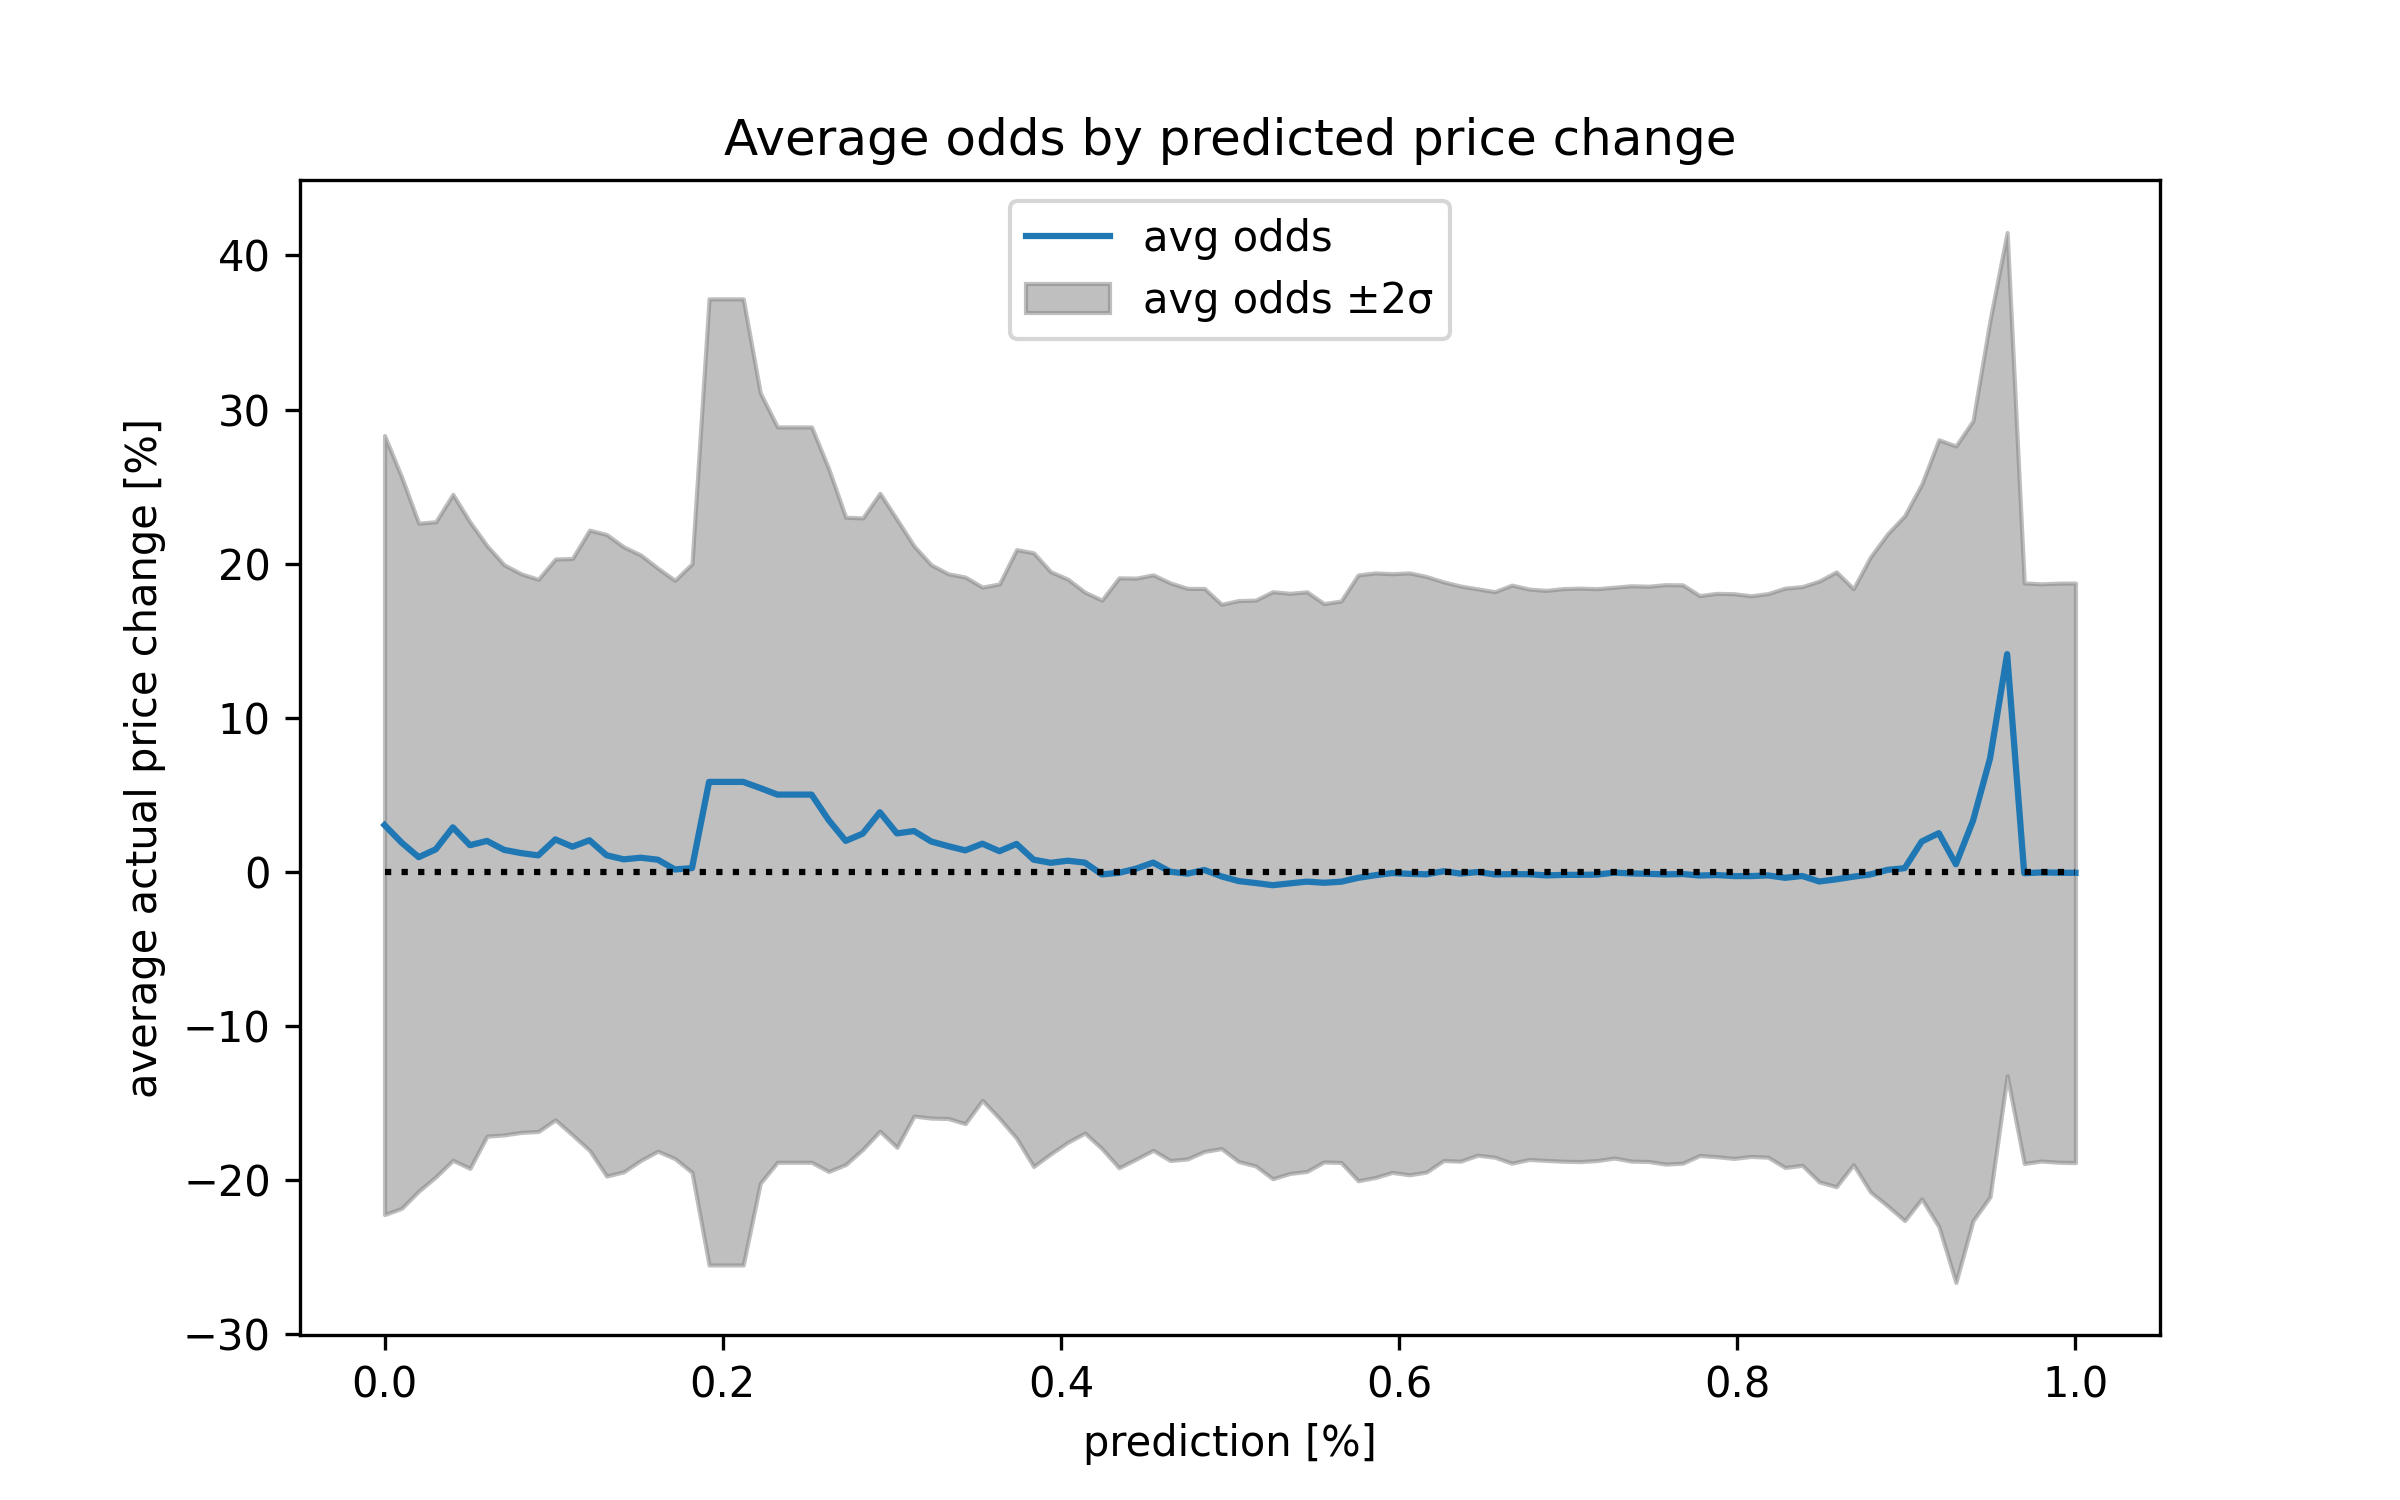 Average odds by predicted price change
avg odds
avg odds ±2σ
average actual price change [%]
40
30
20
10
0
−10
−20
−30
0.0 0.2 0.4 0.6 0.8 1.0
prediction [%]